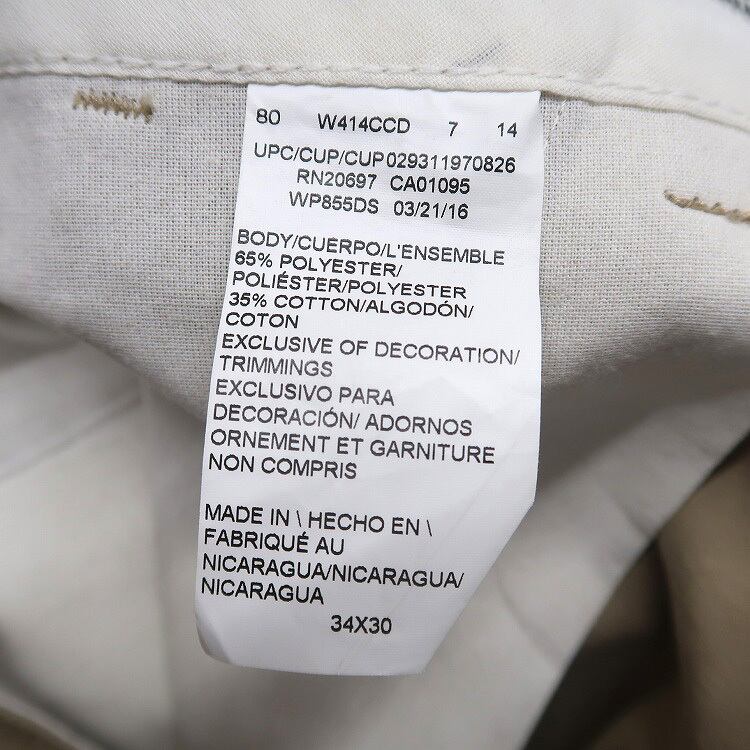 80 W414CCD 7 14
UPC/CUP/CUP029311970826
RN20697 CA01095
WP855DS 03/21/16
BODY/CUERPO/L'ENSEMBLE
65% POLYESTER/
POLIÉSTER/POLYESTER
35% COTTON/ALGODÓN/
COTON
EXCLUSIVE OF DECORATION/
TRIMMINGS
EXCLUSIVO PARA
DECORACIÓN/ ADORNOS
ORNEMENT ET GARNITURE
NON COMPRIS
MADE IN \ HECHO EN \
FABRIQUÉ AU
NICARAGUA/NICARAGUA/
NICARAGUA
34X30